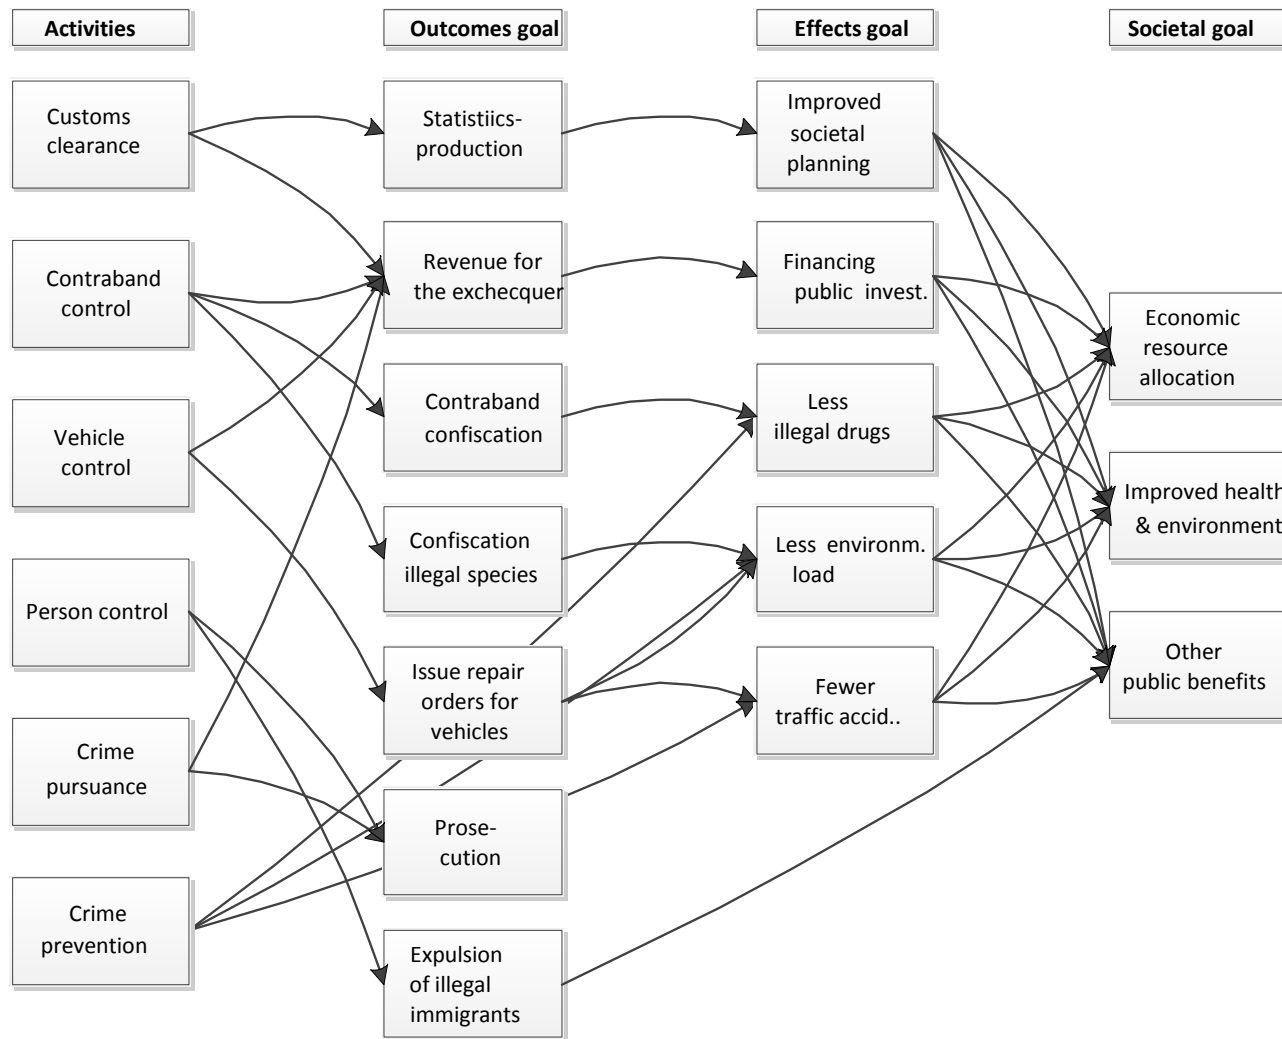 Activities
Outcomes goal
Effects goal
Societal goal
Customs
clearance
Contraband
control
Vehicle
control
Person control
Crime
pursuance
Crime
prevention
Statistiics-
production
Revenue for
the exchecquer
Contraband
confiscation
Confiscation
illegal species
Issue repair
orders for
vehicles
Prose-
cution
Expulsion
of illegal
immigrants
Improved
societal
planning
Financing
public invest.
Less
illegal drugs
Less environm.
load
Fewer
traffic accid..
Economic
resource
allocation
Improved health
& environment
Other
public benefits